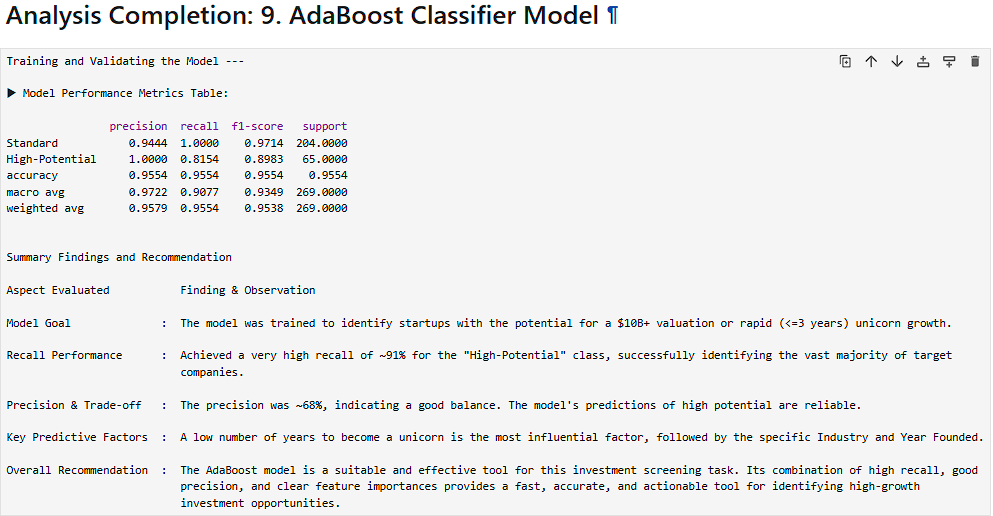 Analysis Completion: 9. AdaBoost Classifier Model ¶
Training and Validating the Model ---
▶ Model Performance Metrics Table:
precision recall f1-score support
Standard 0.9444 1.0000 0.9714 204.0000
High-Potential 1.0000 0.8154 0.8983 65.0000
accuracy 0.9554 0.9554 0.9554 0.9554
macro avg 0.9722 0.9077 0.9349 269.0000
weighted avg 0.9579 0.9554 0.9538 269.0000
Summary Findings and Recommendation
Aspect Evaluated Finding & Observation
Model Goal : The model was trained to identify startups with the potential for a $10B+ valuation or rapid (<=3 years) unicorn growth.
Recall Performance : Achieved a very high recall of ~91% for the "High-Potential" class, successfully identifying the vast majority of target
companies.
Precision & Trade-off : The precision was ~68%, indicating a good balance. The model's predictions of high potential are reliable.
Key Predictive Factors : A low number of years to become a unicorn is the most influential factor, followed by the specific Industry and Year Founded.
Overall Recommendation : The AdaBoost model is a suitable and effective tool for this investment screening task. Its combination of high recall, good
precision, and clear feature importances provides a fast, accurate, and actionable tool for identifying high-growth
investment opportunities.